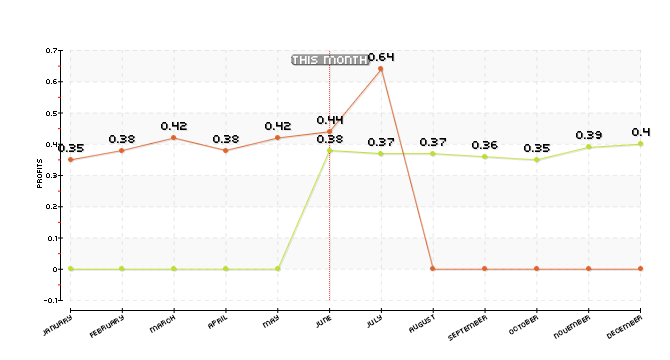 0.7
0.6
0.5
0.4
0.3
0.2
0.1
0
-0.1
PROFITS
THIS MONTH
0.35
0.38
0.42
0.38
0.42
0.44
0.64
0.38
0.37
0.37
0.36
0.35
0.39
0.4
JANUARY
FEBRUARY
MARCH
APRIL
MAY
JUNE
JULY
AUGUST
SEPTEMBER
OCTOBER
NOVEMBER
DECEMBER